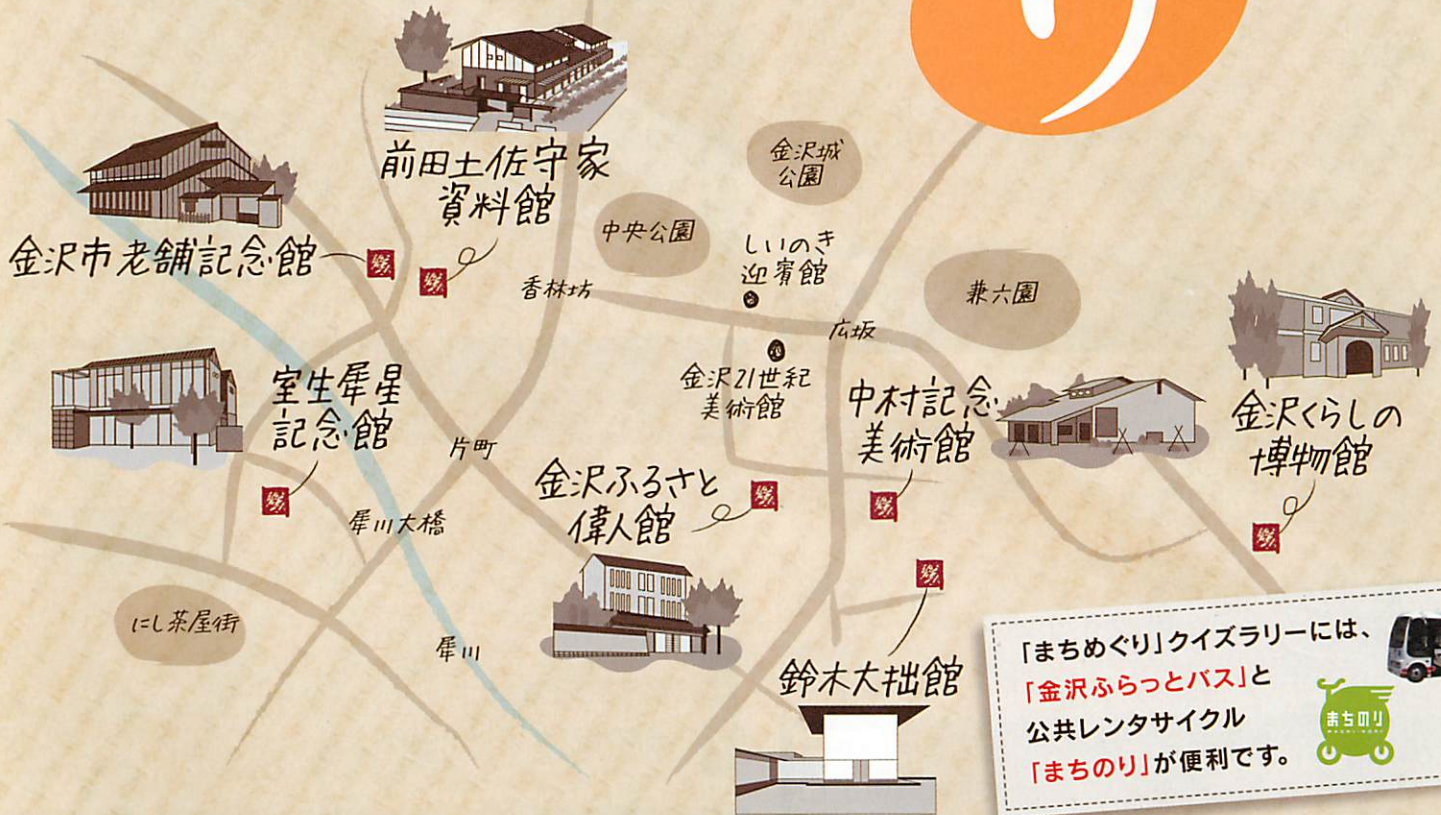 り
前田土佐守家
資料館
金沢市老舗記念館
金沢城
公園
中央公園
しいのき
迎賓館
香林坊
兼六園
広坂
金沢21世紀
美術館
室生犀星
記念館
片町
中村記念
美術館
金沢くらしの
博物館
金沢ふるさと
偉人館
犀川大橋
にし茶屋街
犀川
鈴木大拙館
「まちめぐり」クイズラリーには、
「金沢ふらっとバス」と
公共レンタサイクル
「まちのり」が便利です。
まちのり
MACHI-NORI